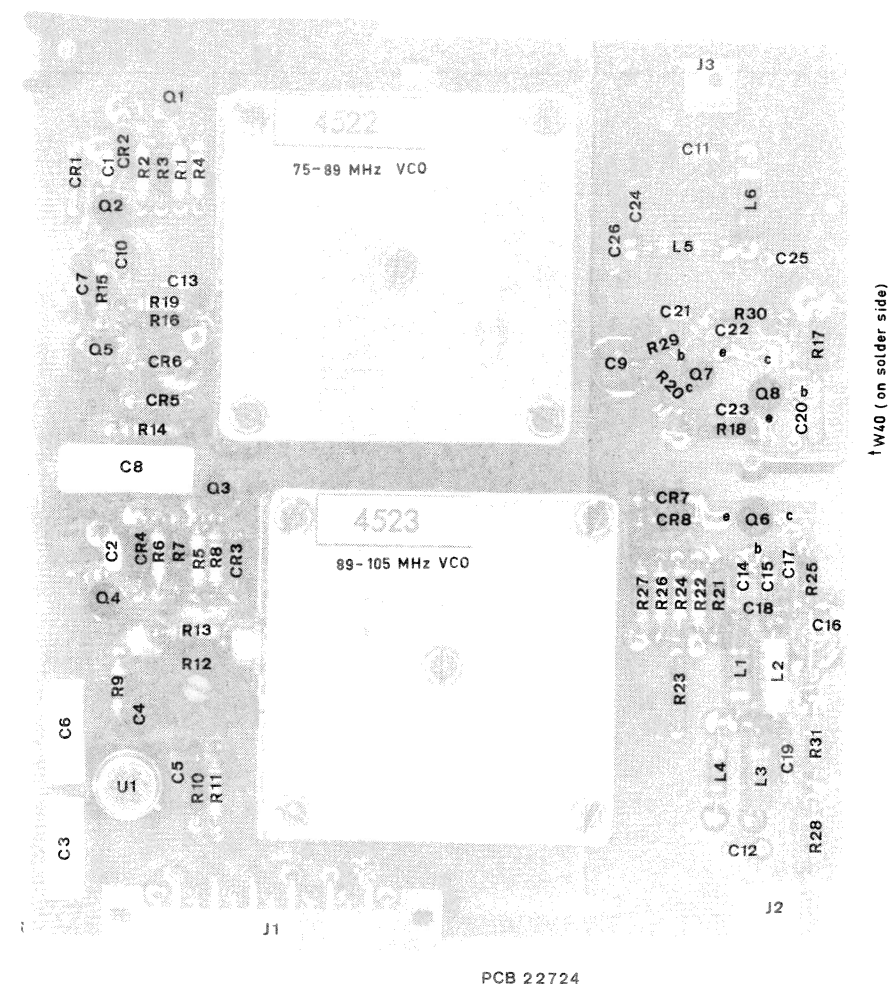 J3
Q1
4522
75-89 MHz VCO
C11
CR1
C1
CR2
R2
R3
R1
R4
Q2
C24
L6
C26
L5
C25
C10
C7
R15
C13
R19
R16
C21
R30
C22
R17
R29
b
e
c
Q5
CR6
C9
Q7
R20
c
Q8
b
CR5
C23
e
C20
R14
R18
↑W40 (on solder side)
C8
Q3
CR7
CR8
e
Q6
c
b
4523
89-105 MHz VCO
C2
CR4
R6
R7
R5
R8
CR3
Q4
R27
R26
R24
R22
R21
C14
C15
C17
R25
C18
C16
R13
R12
R9
C4
R23
L1
L2
C6
C5
U1
R10
R11
L4
L3
C19
R31
C3
C12
R28
J2
J1
PCB 22724